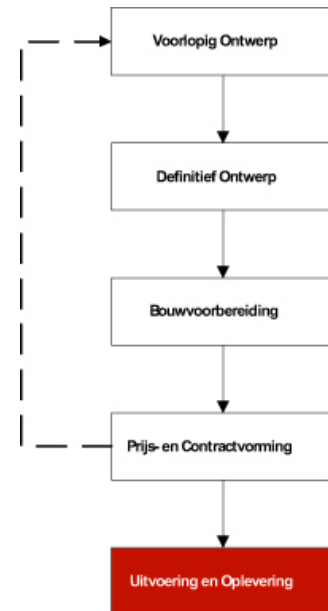 Voorlopig Ontwerp
Definitief Ontwerp
Bouwvoorbereiding
Prijs- en Contractvorming
Uitvoering en Oplevering